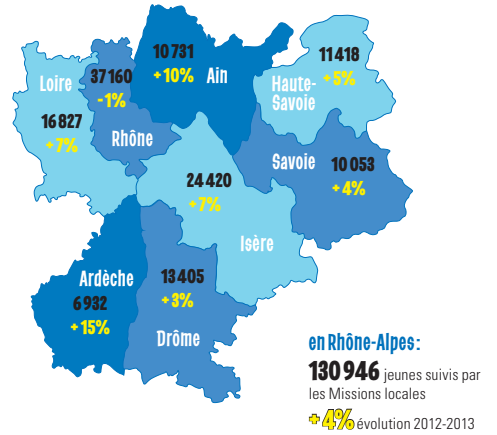 10 731
+ 10%
Ain
11 418
+ 5%
Haute-
Savoie
Loire
16 827
+ 7%
37 160
-1%
Rhône
Savoie
10 053
+ 4%
24 420
+ 7%
Isère
Ardèche
6 932
+ 15%
13 405
+ 3%
Drôme
en Rhône-Alpes :
130 946 jeunes suivis par
les Missions locales
+ 4% évolution 2012-2013